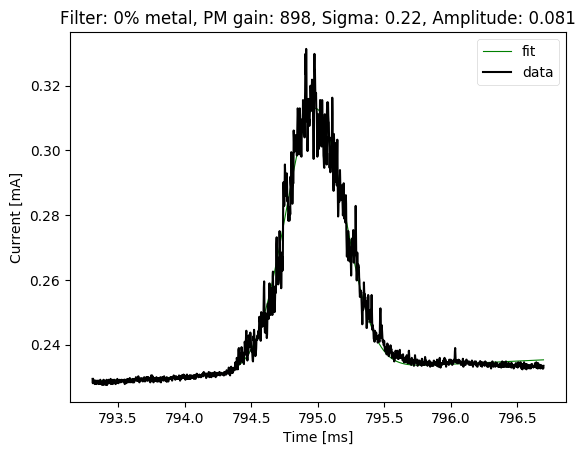 Filter: 0% metal, PM gain: 898, Sigma: 0.22, Amplitude: 0.081
fit
data
0.32
0.30
0.28
0.26
0.24
Current [mA]
793.5
794.0
794.5
795.0
795.5
796.0
796.5
Time [ms]